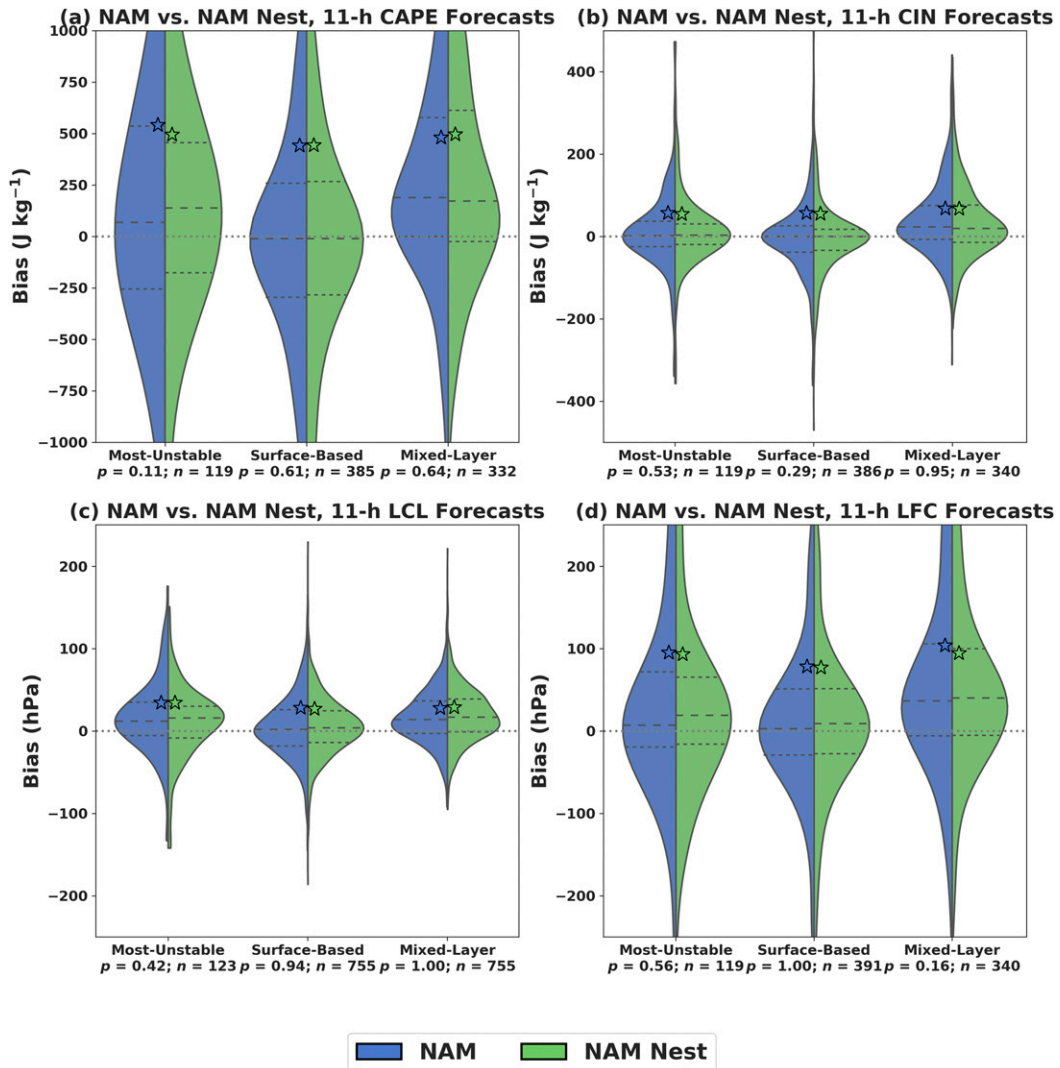 (a) NAM vs. NAM Nest, 11-h CAPE Forecasts
Bias (J kg⁻¹)
1000
750
500
250
0
−250
−500
−750
−1000
Most-Unstable Surface-Based Mixed-Layer
p = 0.11; n = 119 p = 0.61; n = 385 p = 0.64; n = 332
(b) NAM vs. NAM Nest, 11-h CIN Forecasts
Bias (J kg⁻¹)
400
200
0
−200
−400
Most-Unstable Surface-Based Mixed-Layer
p = 0.53; n = 119 p = 0.29; n = 386 p = 0.95; n = 340
(c) NAM vs. NAM Nest, 11-h LCL Forecasts
Bias (hPa)
200
100
0
−100
−200
Most-Unstable Surface-Based Mixed-Layer
p = 0.42; n = 123 p = 0.94; n = 755 p = 1.00; n = 755
(d) NAM vs. NAM Nest, 11-h LFC Forecasts
Bias (hPa)
200
100
0
−100
−200
Most-Unstable Surface-Based Mixed-Layer
p = 0.56; n = 119 p = 1.00; n = 391 p = 0.16; n = 340
NAM NAM Nest